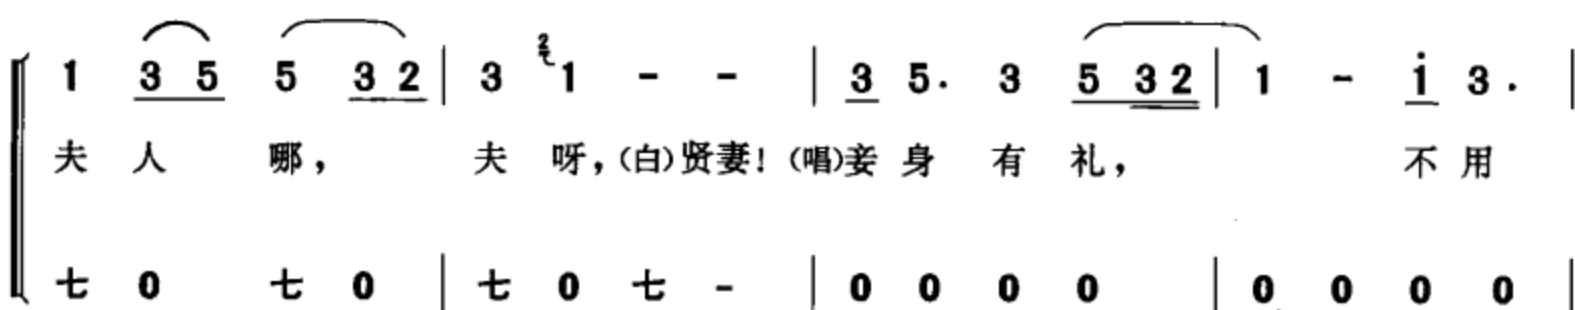 1 3 5 5 3 2 | 3 2 1 - - | 3 5. 3 5 3 2 | 1 - i 3. |
夫人哪，夫呀，（白）贤妻！（唱）妾身有礼，不用
七 0 七 0 | 七 0 七 - | 0 0 0 0 | 0 0 0 0 |